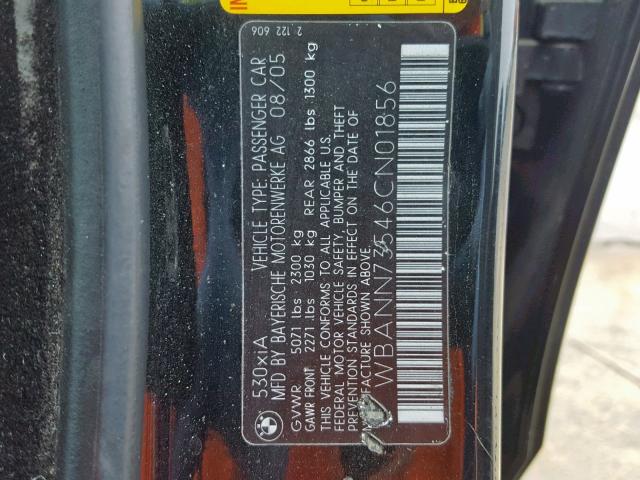 2 122 606
530xiA VEHICLE TYPE: PASSENGER CAR
MFD BY BAYERISCHE MOTORENWERKE AG 08/05
GVWR 5071 lbs 2300 kg
GAWR FRONT 2271 lbs 1030 kg REAR 2866 lbs 1300 kg
THIS VEHICLE CONFORMS TO ALL APPLICABLE U.S.
FEDERAL MOTOR VEHICLE SAFETY, BUMPER AND THEFT
PREVENTION STANDARDS IN EFFECT ON THE DATE OF
FACTURE SHOWN ABOVE.
WBANN73546CN01856